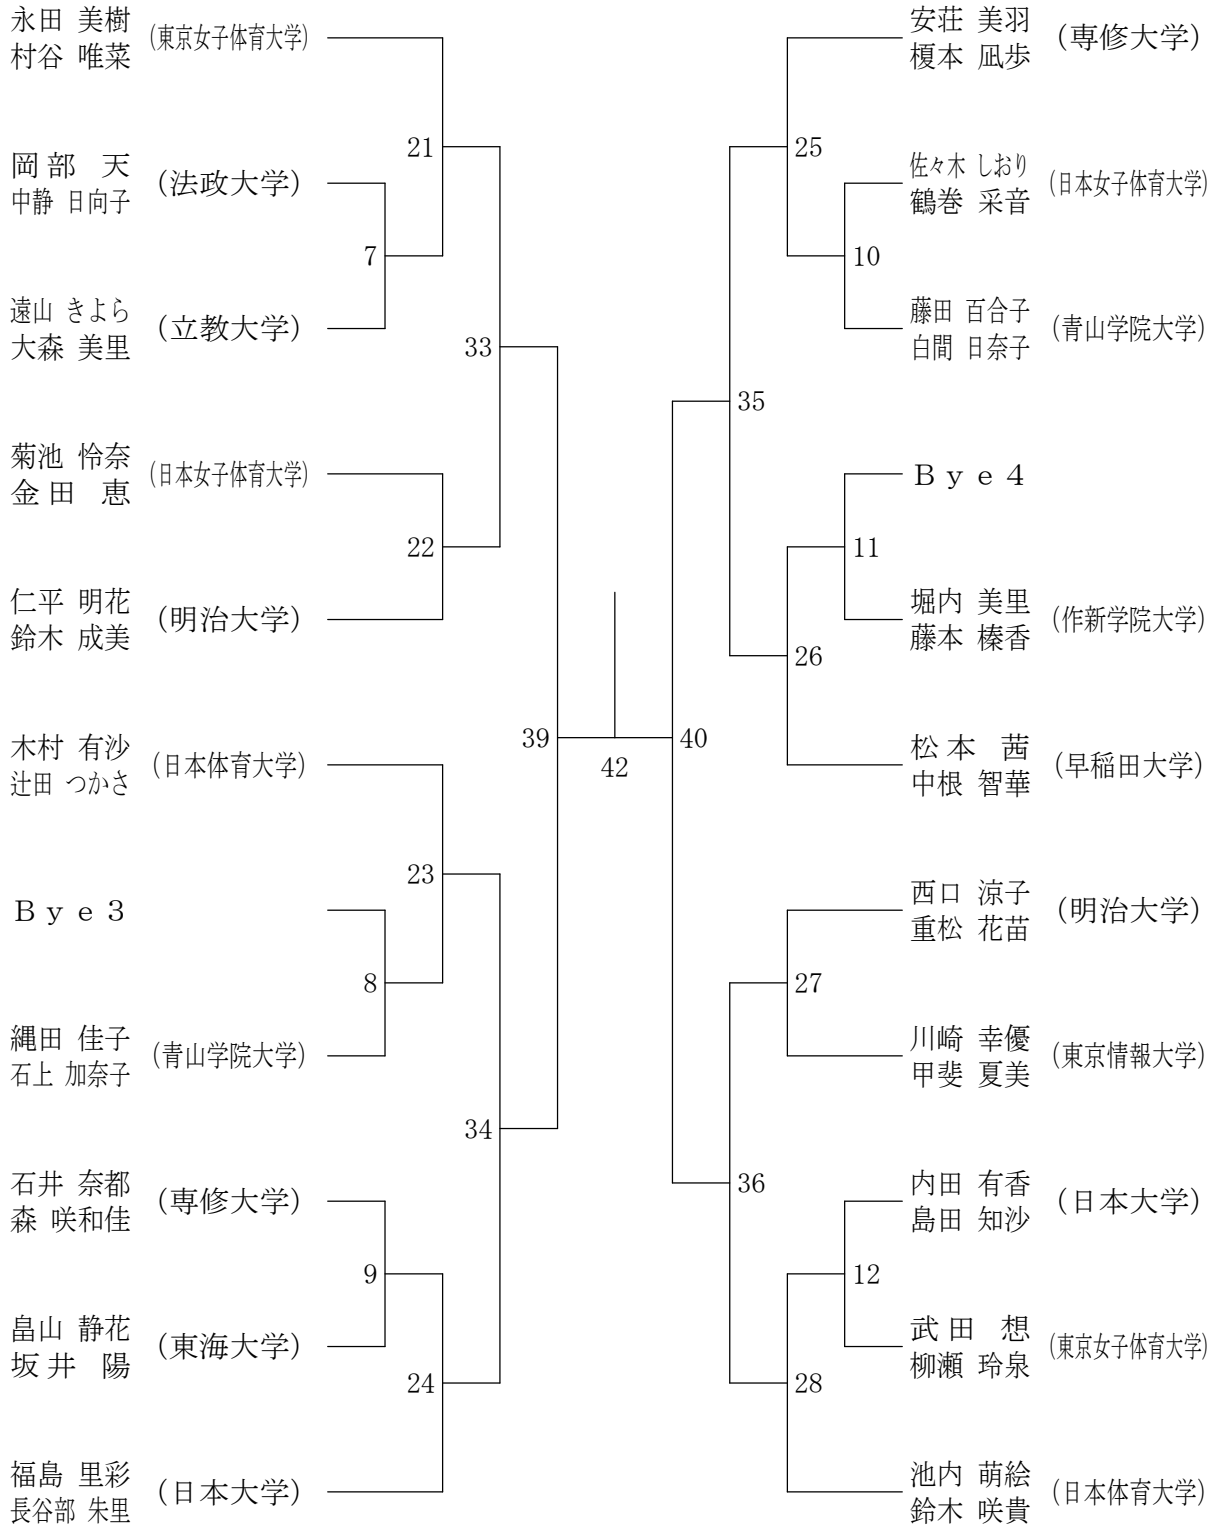 永田 美樹
村谷 唯菜
(東京女子体育大学)
21
岡部 天
中静 日向子
(法政大学)
7
遠山 きよら
大森 美里
(立教大学)
33
菊池 怜奈
金田 恵
(日本女子体育大学)
22
仁平 明花
鈴木 成美
(明治大学)
39
木村 有沙
辻田 つかさ
(日本体育大学)
23
Bye3
8
縄田 佳子
石上 加奈子
(青山学院大学)
34
石井 奈都
森 咲和佳
(専修大学)
9
畠山 静花
坂井 陽
(東海大学)
24
福島 里彩
長谷部 朱里
(日本大学)
42
安荘 美羽
榎本 凪歩
(専修大学)
25
佐々木 しおり
鶴巻 采音
(日本女子体育大学)
10
藤田 百合子
白間 日奈子
(青山学院大学)
35
Bye4
11
堀内 美里
藤本 榛香
(作新学院大学)
26
松本 茜
中根 智華
(早稲田大学)
40
西口 涼子
重松 花苗
(明治大学)
27
川崎 幸優
甲斐 夏美
(東京情報大学)
36
内田 有香
島田 知沙
(日本大学)
12
武田 想
柳瀬 玲泉
(東京女子体育大学)
28
池内 萌絵
鈴木 咲貴
(日本体育大学)